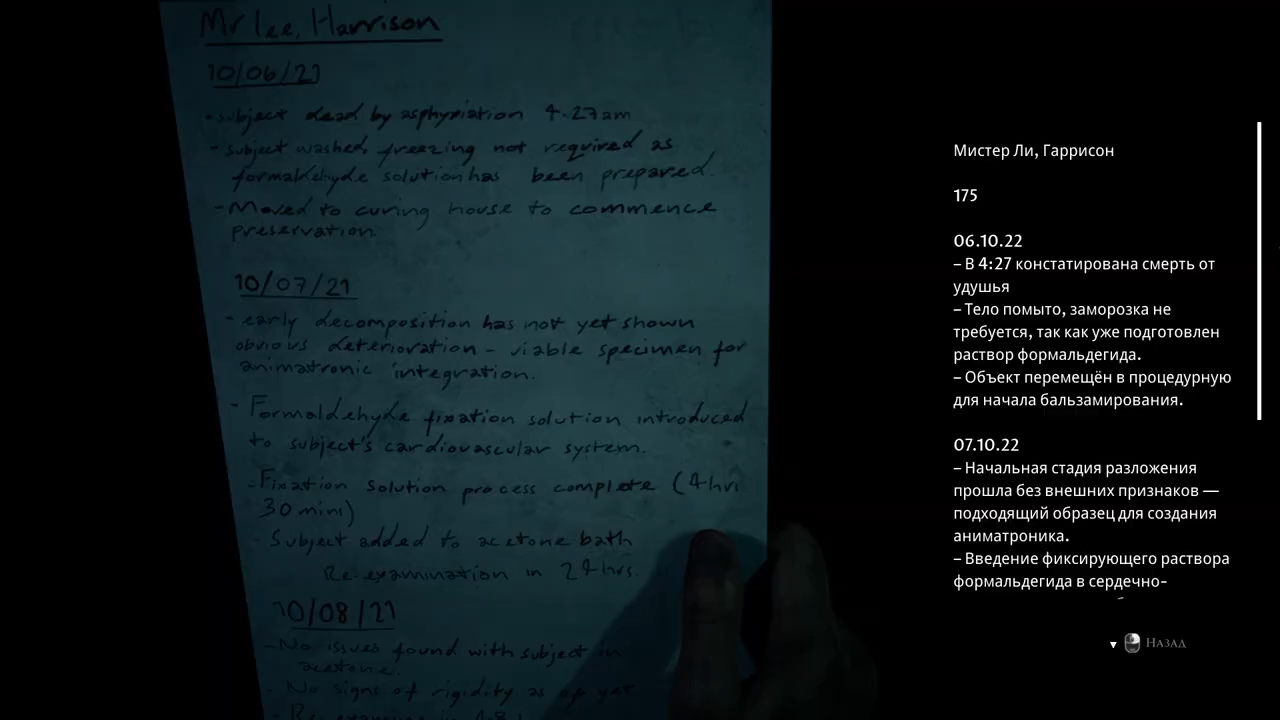 Mr Lee, Harrison
10/06/21
- subject dead by asphyxiation 4.27am
- subject washed, freezing not required as
formaldehyde solution has been prepared.
- Moved to curing house to commence
preservation.
10/07/21
- early decomposition has not yet shown
obvious deterioration - viable specimen for
animatronic integration.
- Formaldehyde fixation solution introduced
to subject's cardiovascular system.
- Fixation solution process complete (4hrs
30 mins)
- Subject added to acetone bath
Re-examination in 24hrs.
10/08/21
- No issues found with subject in
acetone.
- No signs of rigidity as of yet
Мистер Ли, Гаррисон
175
06.10.22
– В 4:27 констатирована смерть от
удушья
– Тело помыто, заморозка не
требуется, так как уже подготовлен
раствор формальдегида.
– Объект перемещён в процедурную
для начала бальзамирования.
07.10.22
– Начальная стадия разложения
прошла без внешних признаков —
подходящий образец для создания
аниматроника.
– Введение фиксирующего раствора
формальдегида в сердечно-
Назад